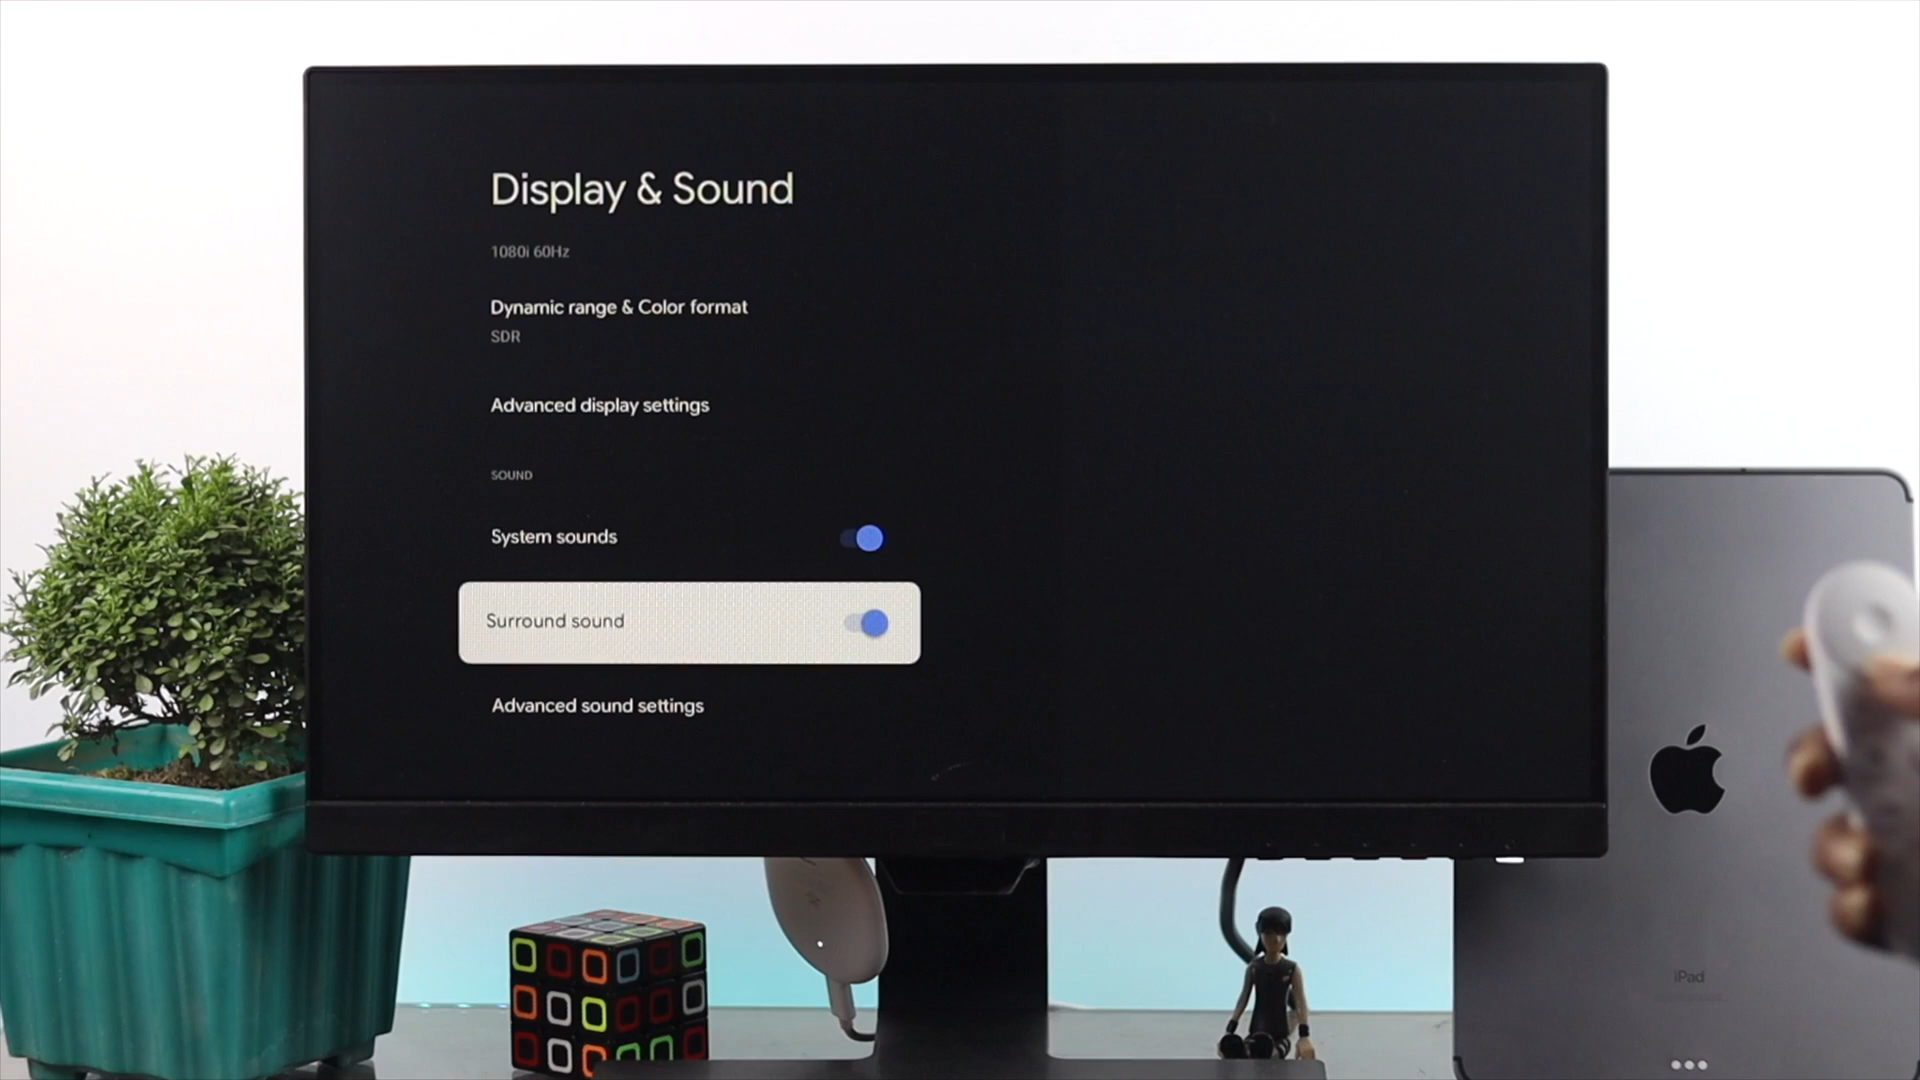 Display & Sound
1080i 60Hz
Dynamic range & Color format
SDR
Advanced display settings
SOUND
System sounds
Surround sound
Advanced sound settings
iPad